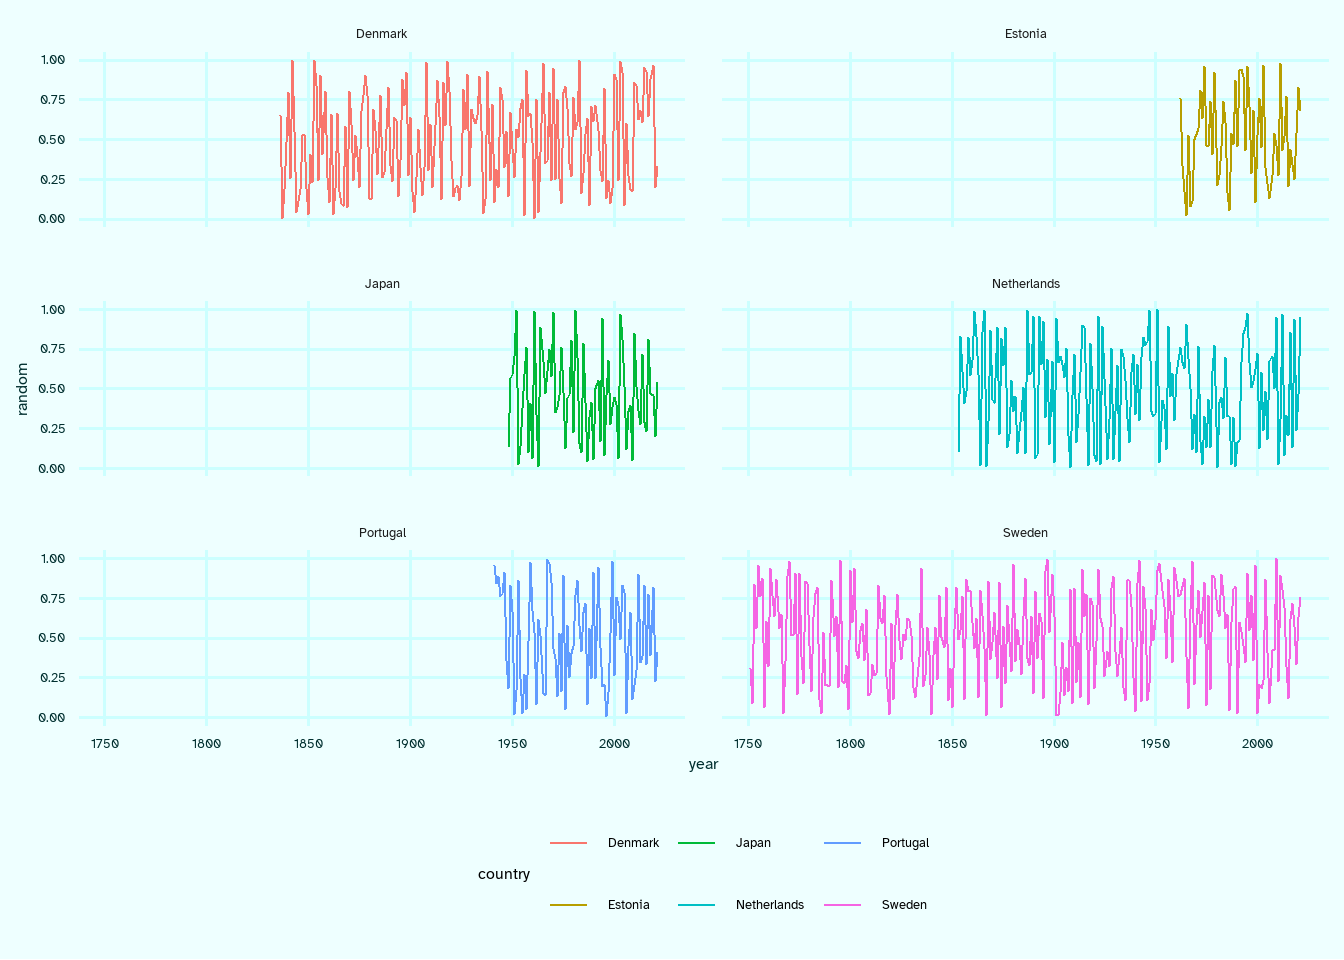 Denmark Estonia
1.00
0.75
0.50
0.25
0.00
Japan Netherlands
1.00
0.75
0.50
0.25
0.00
random
Portugal Sweden
1.00
0.75
0.50
0.25
0.00
1750 1800 1850 1900 1950 2000 1750 1800 1850 1900 1950 2000
year
Denmark Japan Portugal
country
Estonia Netherlands Sweden